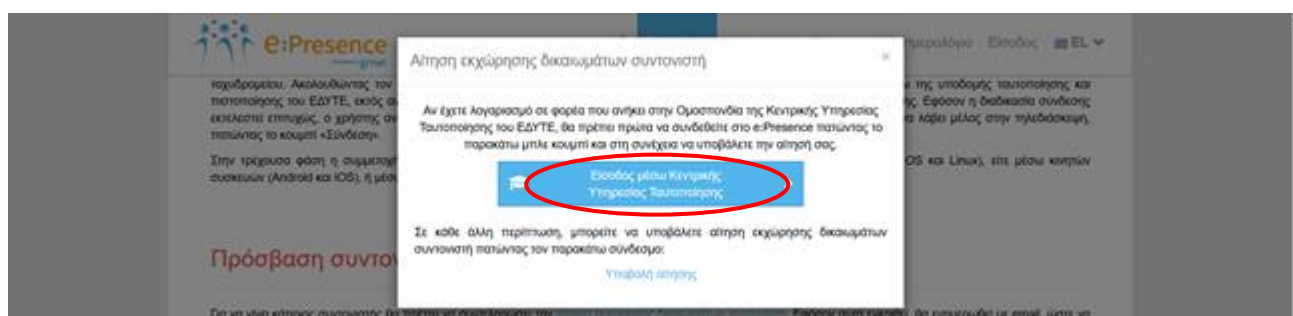 e:Presence
grnet
Ημερολόγιο Είσοδος EL
Αίτηση εκχώρησης δικαιωμάτων συντονιστή ×
ταχυδρομείου. Ακολουθώντας τον
της υποδομής ταυτοποίησης και
πιστοποίησης του ΕΔΥΤΕ, εκτός
Εφόσον η διαδικασία σύνδεσης
εκτελεστεί επιτυχώς, ο χρήστης
λάβει μέλος στην τηλεδιάσκεψη,
πατώντας το κουμπί «Σύνδεση».
Στην τρέχουσα φάση η
OS και Linux), είτε μέσω κινητών
συσκευών (Android και iOS), ή
Αν έχετε λογαριασμό σε φορέα που ανήκει στην Ομοσπονδία της Κεντρικής Υπηρεσίας
Ταυτοποίησης του ΕΔΥΤΕ, θα πρέπει πρώτα να συνδεθείτε στο e:Presence πατώντας το
παρακάτω μπλε κουμπί και στη συνέχεια να υποβάλετε την αίτησή σας.
Είσοδος μέσω Κεντρικής
Υπηρεσίας Ταυτοποίησης
Σε κάθε άλλη περίπτωση, μπορείτε να υποβάλετε αίτηση εκχώρησης δικαιωμάτων
συντονιστή πατώντας τον παρακάτω σύνδεσμο:
Υποβολή αίτησης
Πρόσβαση